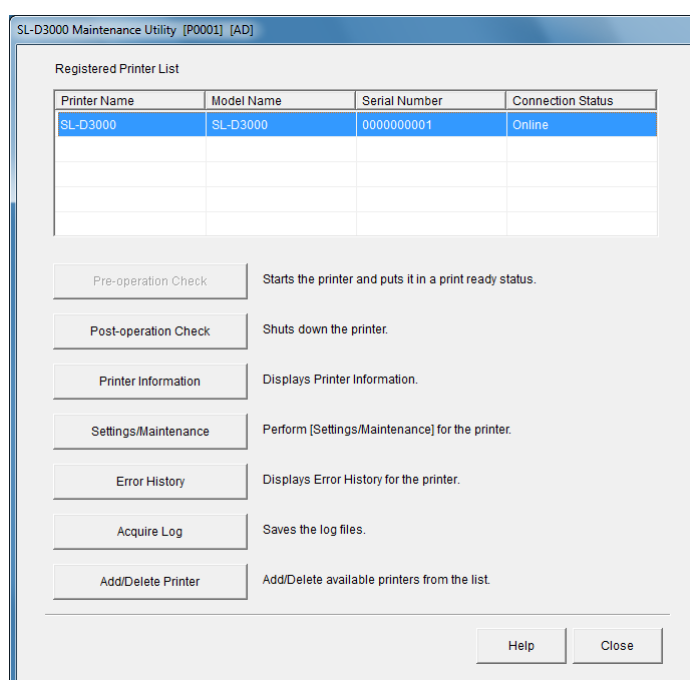 SL-D3000 Maintenance Utility [P0001] [AD]
Registered Printer List
Printer Name Model Name Serial Number Connection Status
SL-D3000 SL-D3000 0000000001 Online
Pre-operation Check Starts the printer and puts it in a print ready status.
Post-operation Check Shuts down the printer.
Printer Information Displays Printer Information.
Settings/Maintenance Perform [Settings/Maintenance] for the printer.
Error History Displays Error History for the printer.
Acquire Log Saves the log files.
Add/Delete Printer Add/Delete available printers from the list.
Help Close